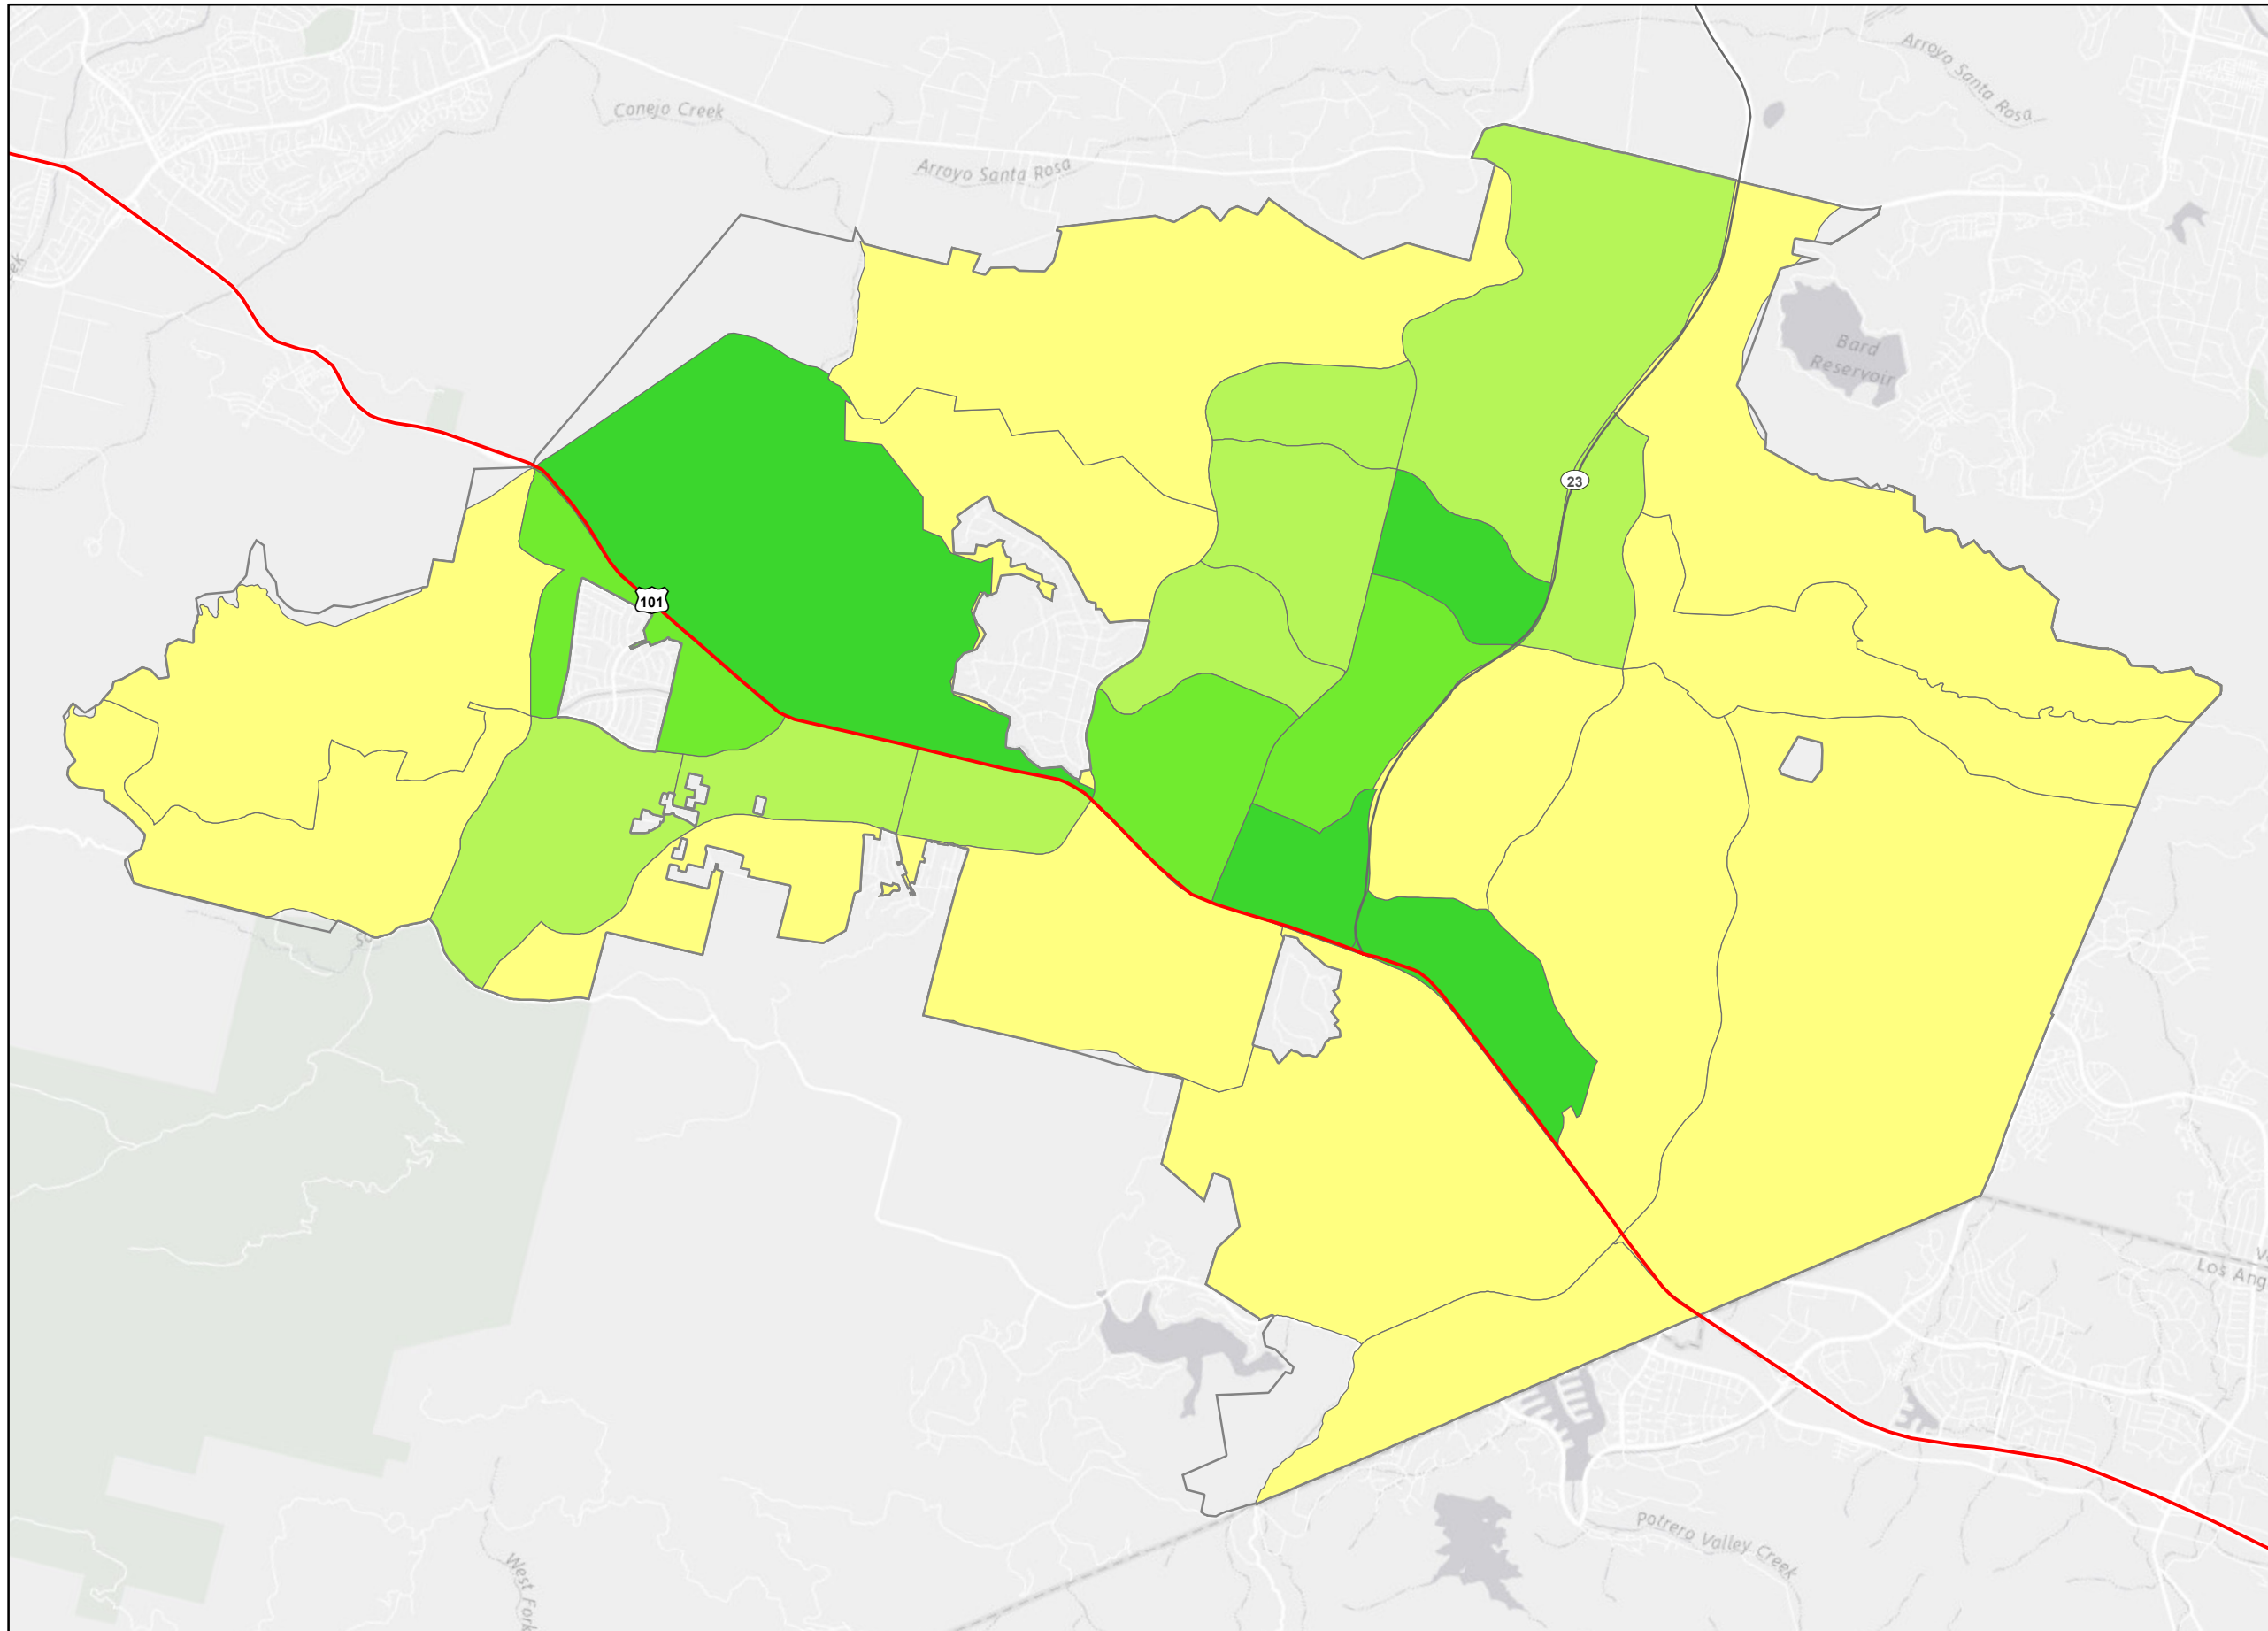 Arroyo Santa Rosa
Conejo Creek
Arroyo Santa Rosa
ek
Bard
Reservoir
23
101
Los Ang
Potrero Valley Creek
West Fork